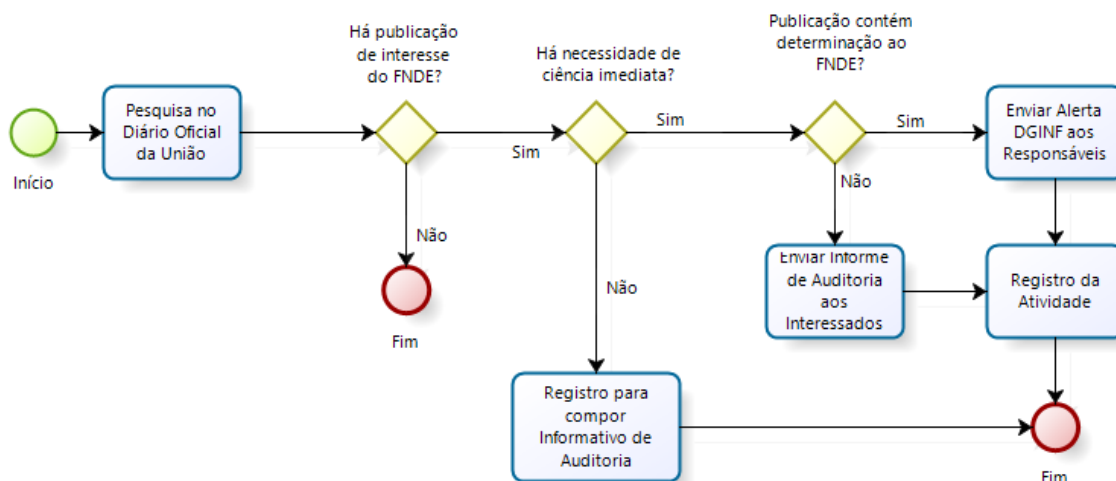 Há publicação
de interesse
do FNDE?
Há necessidade de
ciência imediata?
Publicação contém
determinação ao
FNDE?
Início
Pesquisa no
Diário Oficial
da União
Sim
Sim
Sim
Enviar Alerta
DGINF aos
Responsáveis
Não
Fim
Não
Não
Enviar Informe
de Auditoria
aos
Interessados
Registro da
Atividade
Registro para
compor
Informativo de
Auditoria
Fim